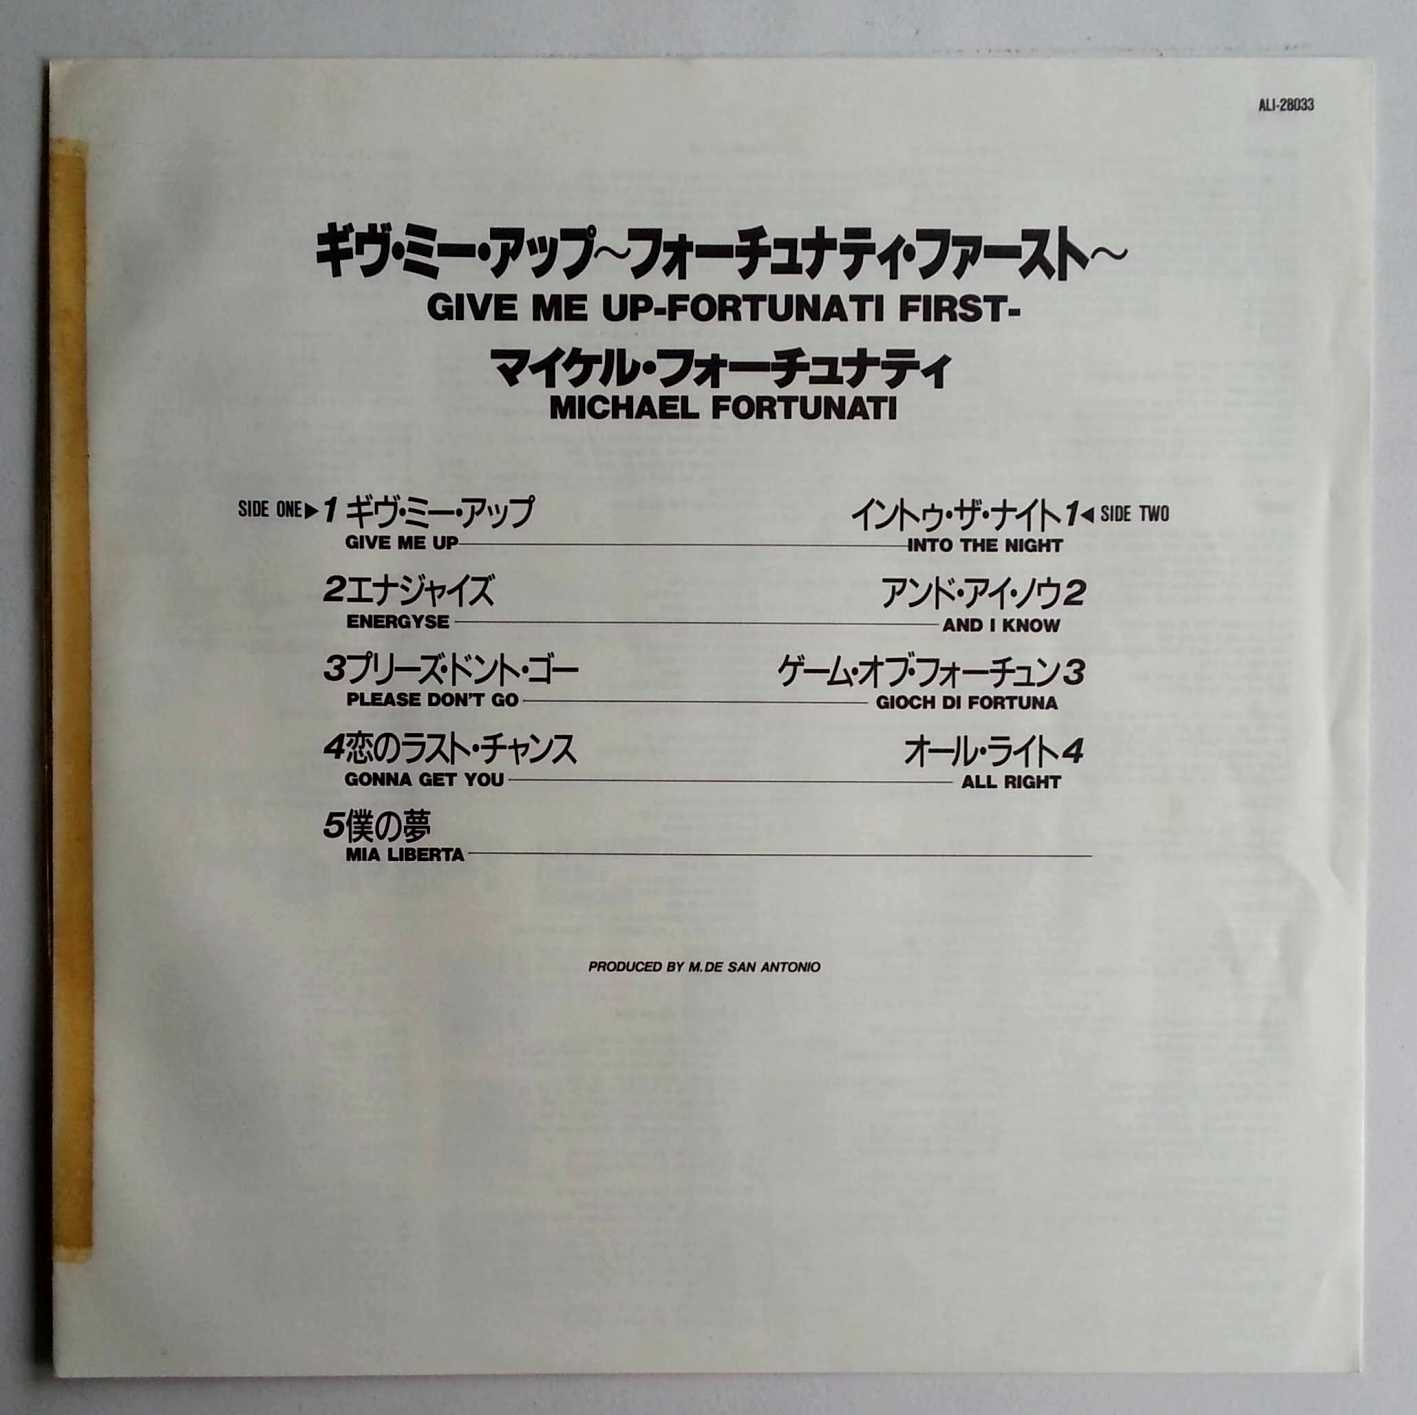 ALI-28033
ギヴ・ミー・アップ〜フォーチュナティ・ファースト〜
GIVE ME UP-FORTUNATI FIRST-
マイケル・フォーチュナティ
MICHAEL FORTUNATI
SIDE ONE▶1 ギヴ・ミー・アップ
GIVE ME UP
2エナジャイズ
ENERGYSE
3プリーズ・ドント・ゴー
PLEASE DON'T GO
4恋のラスト・チャンス
GONNA GET YOU
5僕の夢
MIA LIBERTA
イントゥ・ザ・ナイト1◀SIDE TWO
INTO THE NIGHT
アンド・アイ・ノウ2
AND I KNOW
ゲーム・オブ・フォーチュン3
GIOCH DI FORTUNA
オール・ライト4
ALL RIGHT
PRODUCED BY M. DE SAN ANTONIO